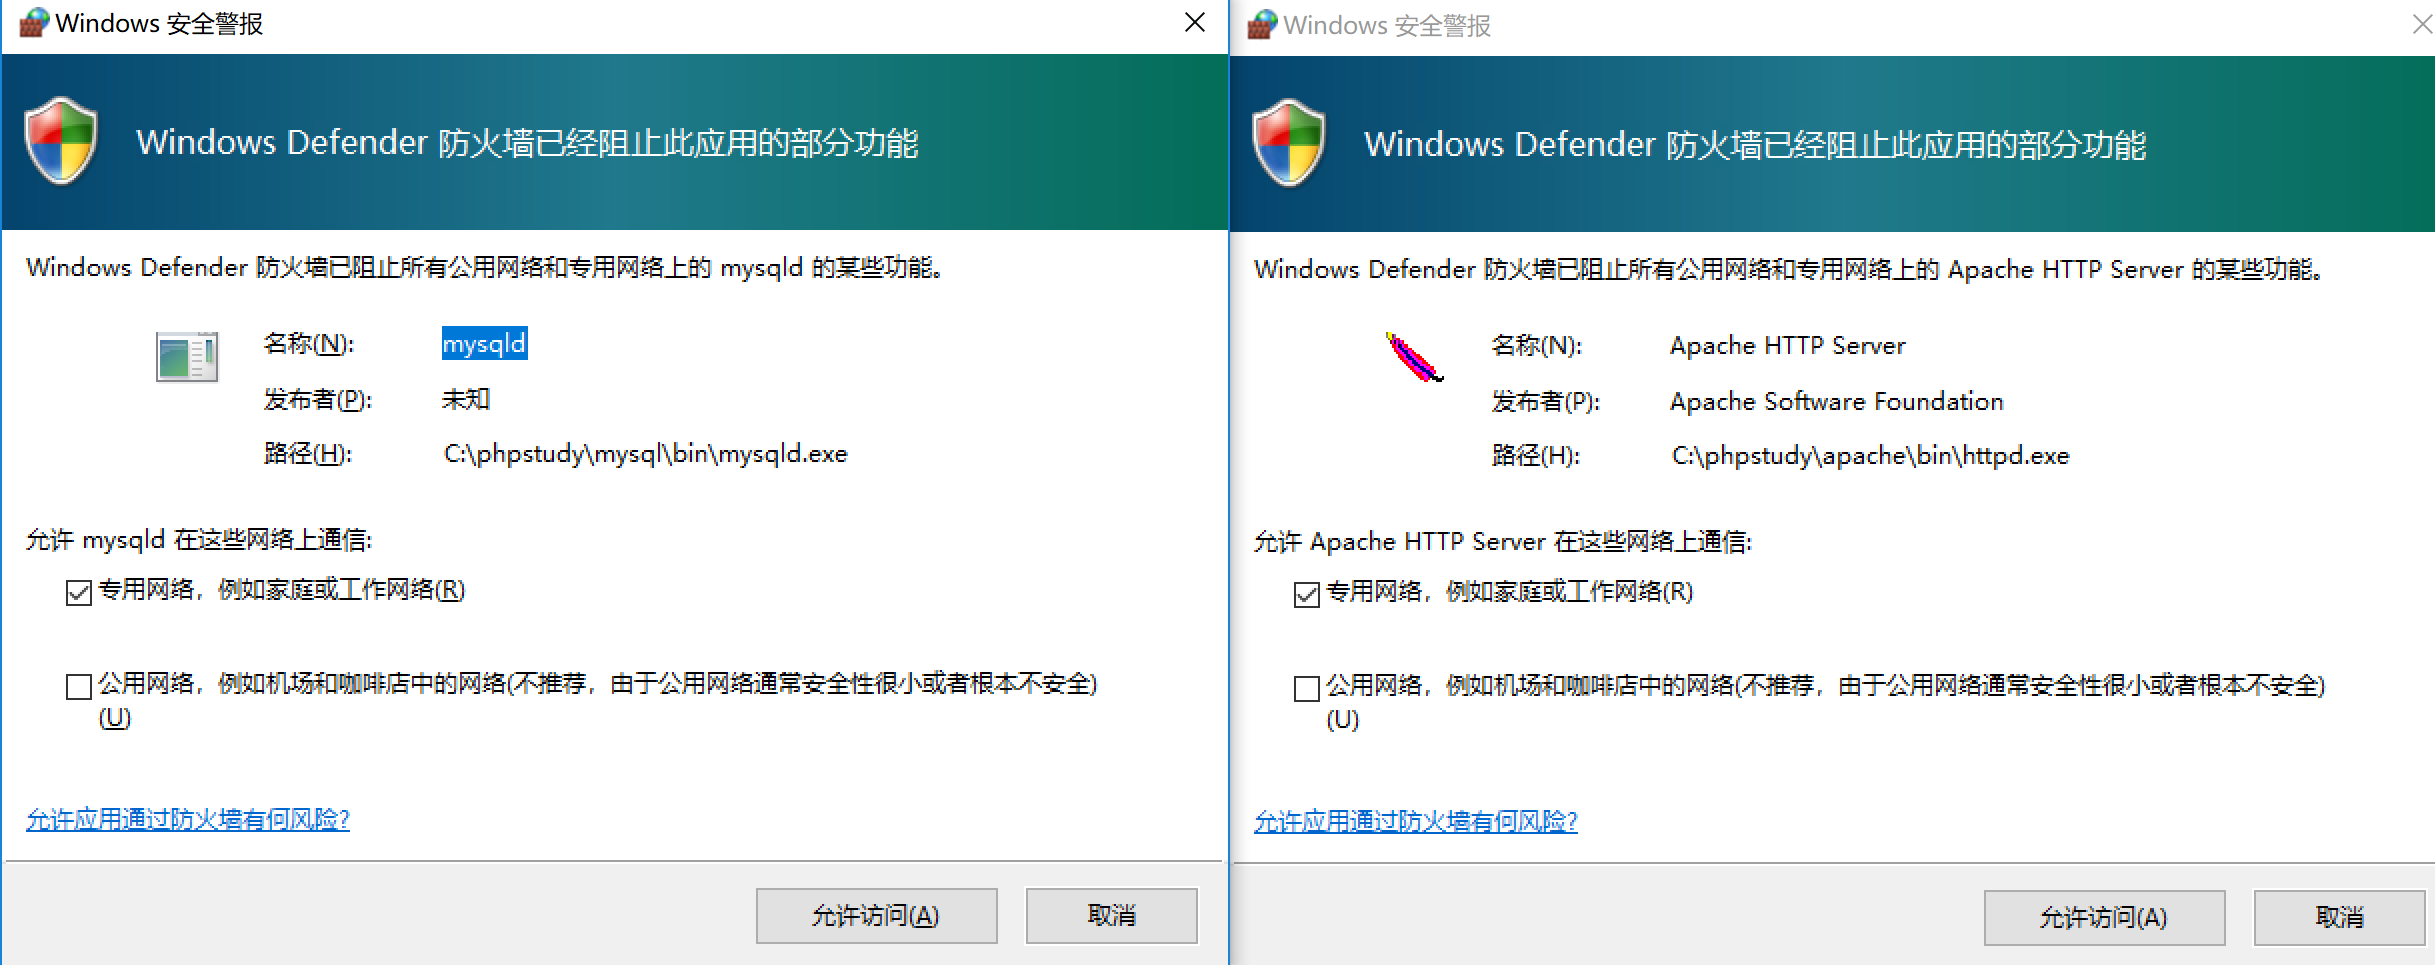 Windows 安全警报
Windows Defender 防火墙已经阻止此应用的部分功能
Windows Defender 防火墙已阻止所有公用网络和专用网络上的 mysqld 的某些功能。
名称(N): mysqld
发布者(P): 未知
路径(H): C:\phpstudy\mysql\bin\mysqld.exe
允许 mysqld 在这些网络上通信:
专用网络，例如家庭或工作网络(R)
公用网络，例如机场和咖啡店中的网络(不推荐，由于公用网络通常安全性很小或者根本不安全)
(U)
允许应用通过防火墙有何风险?
允许访问(A) 取消
Windows 安全警报
Windows Defender 防火墙已经阻止此应用的部分功能
Windows Defender 防火墙已阻止所有公用网络和专用网络上的 Apache HTTP Server 的某些功能。
名称(N): Apache HTTP Server
发布者(P): Apache Software Foundation
路径(H): C:\phpstudy\apache\bin\httpd.exe
允许 Apache HTTP Server 在这些网络上通信:
专用网络，例如家庭或工作网络(R)
公用网络，例如机场和咖啡店中的网络(不推荐，由于公用网络通常安全性很小或者根本不安全)
(U)
允许应用通过防火墙有何风险?
允许访问(A) 取消